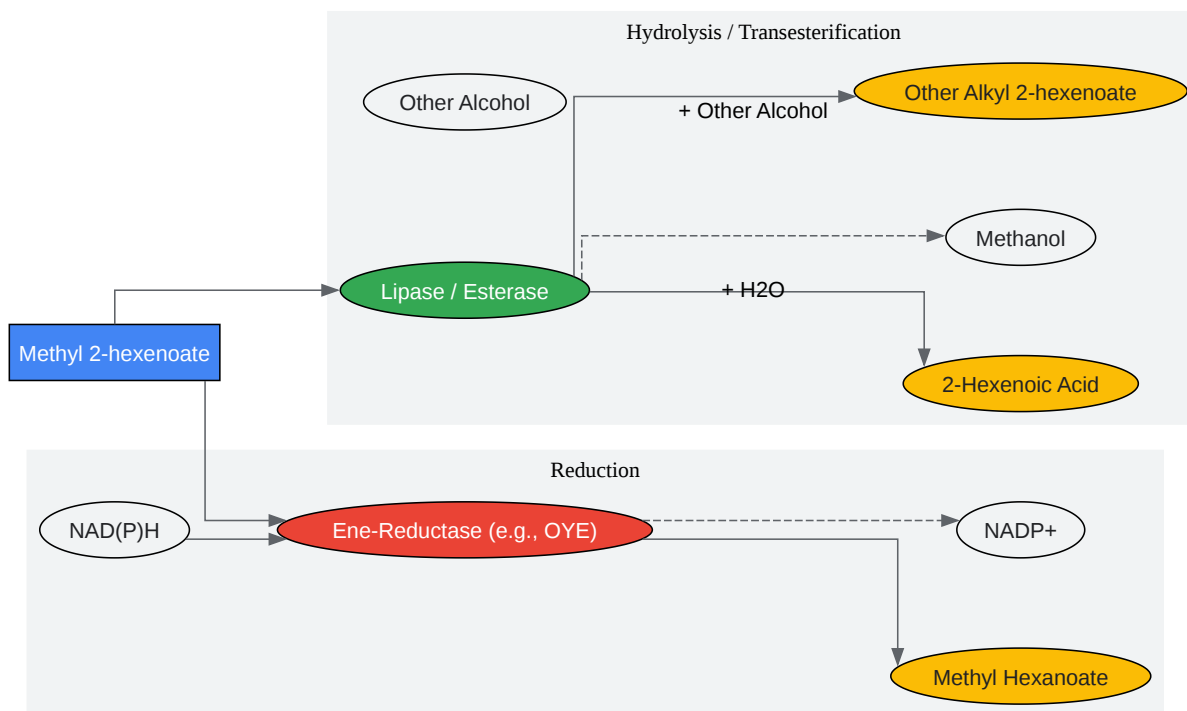 Hydrolysis / Transesterification
Other Alcohol
+ Other Alcohol
Other Alkyl 2-hexenoate
Methanol
Lipase / Esterase
+ H2O
Methyl 2-hexenoate
2-Hexenoic Acid
Reduction
NAD(P)H
Ene-Reductase (e.g., OYE)
NADP+
Methyl Hexanoate